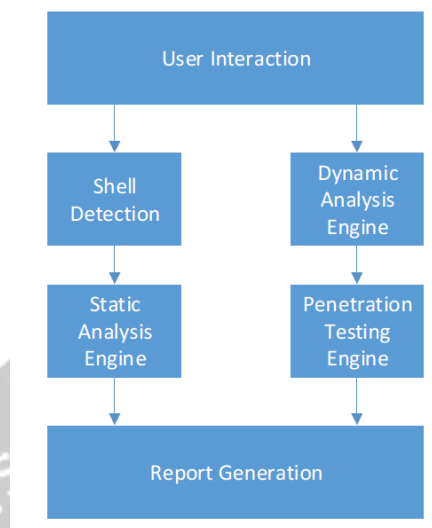 User Interaction
Shell
Detection
Dynamic
Analysis
Engine
Static
Analysis
Engine
Penetration
Testing
Engine
Report Generation